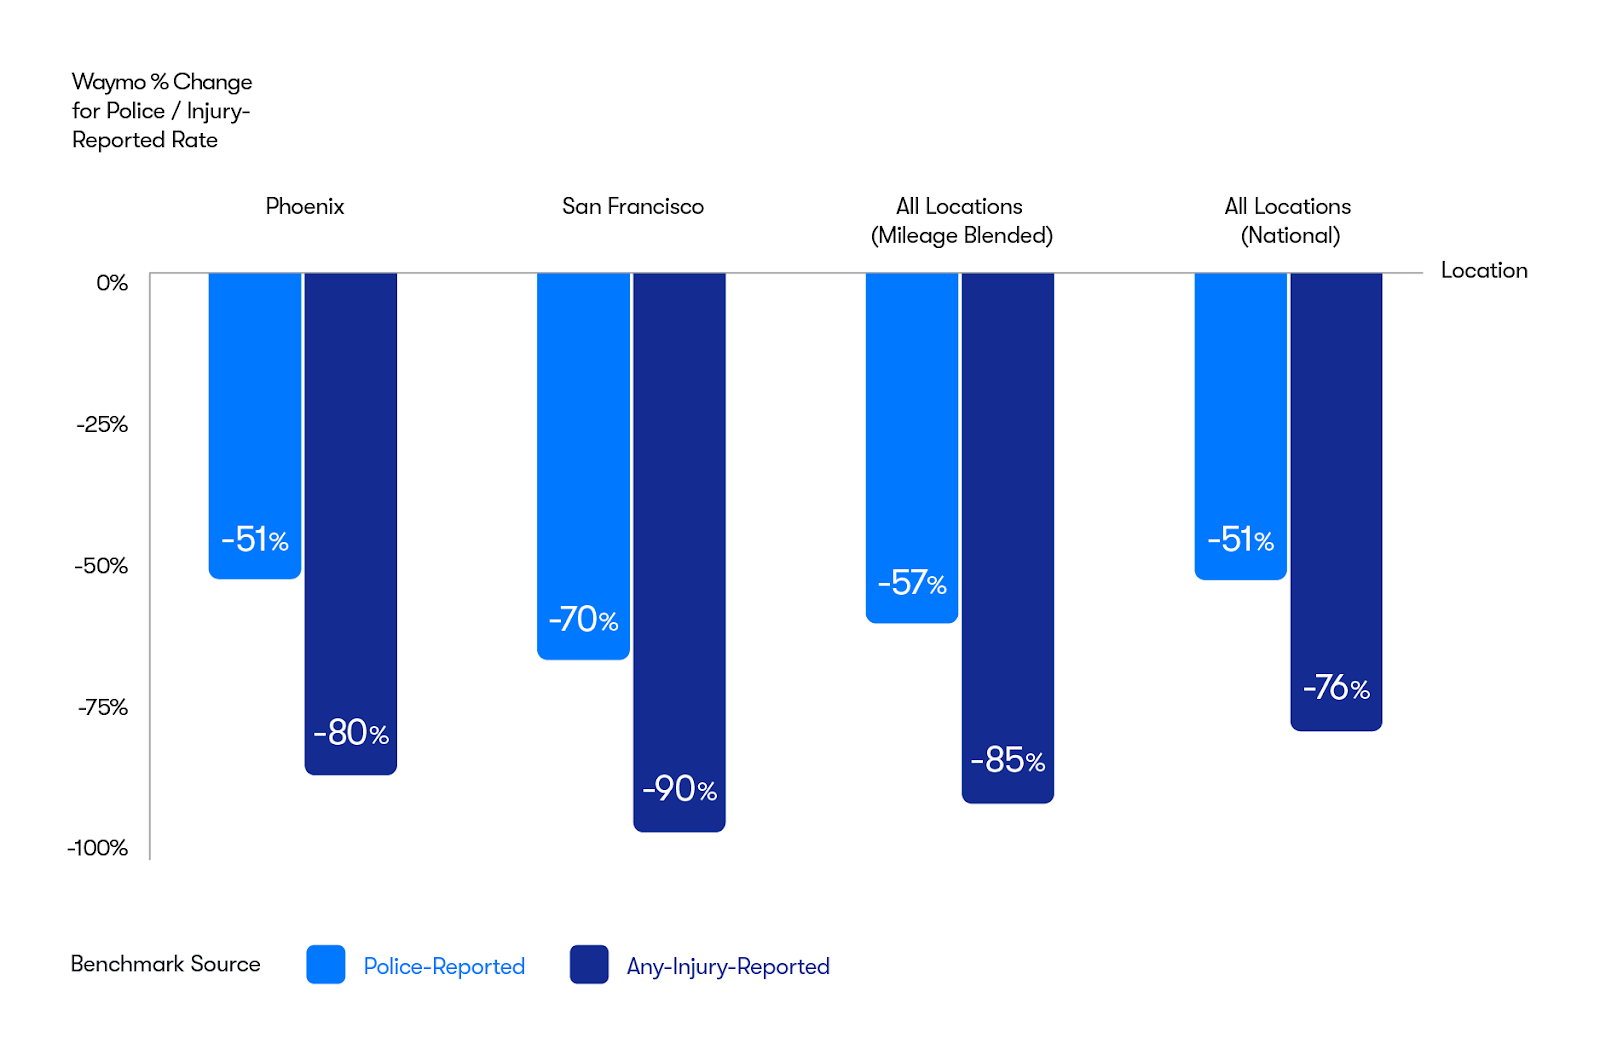 Waymo % Change
for Police / Injury-
Reported Rate
Phoenix
San Francisco
All Locations
(Mileage Blended)
All Locations
(National)
Location
0%
-25%
-50%
-75%
-100%
-51%
-80%
-70%
-90%
-57%
-85%
-51%
-76%
Benchmark Source
Police-Reported
Any-Injury-Reported